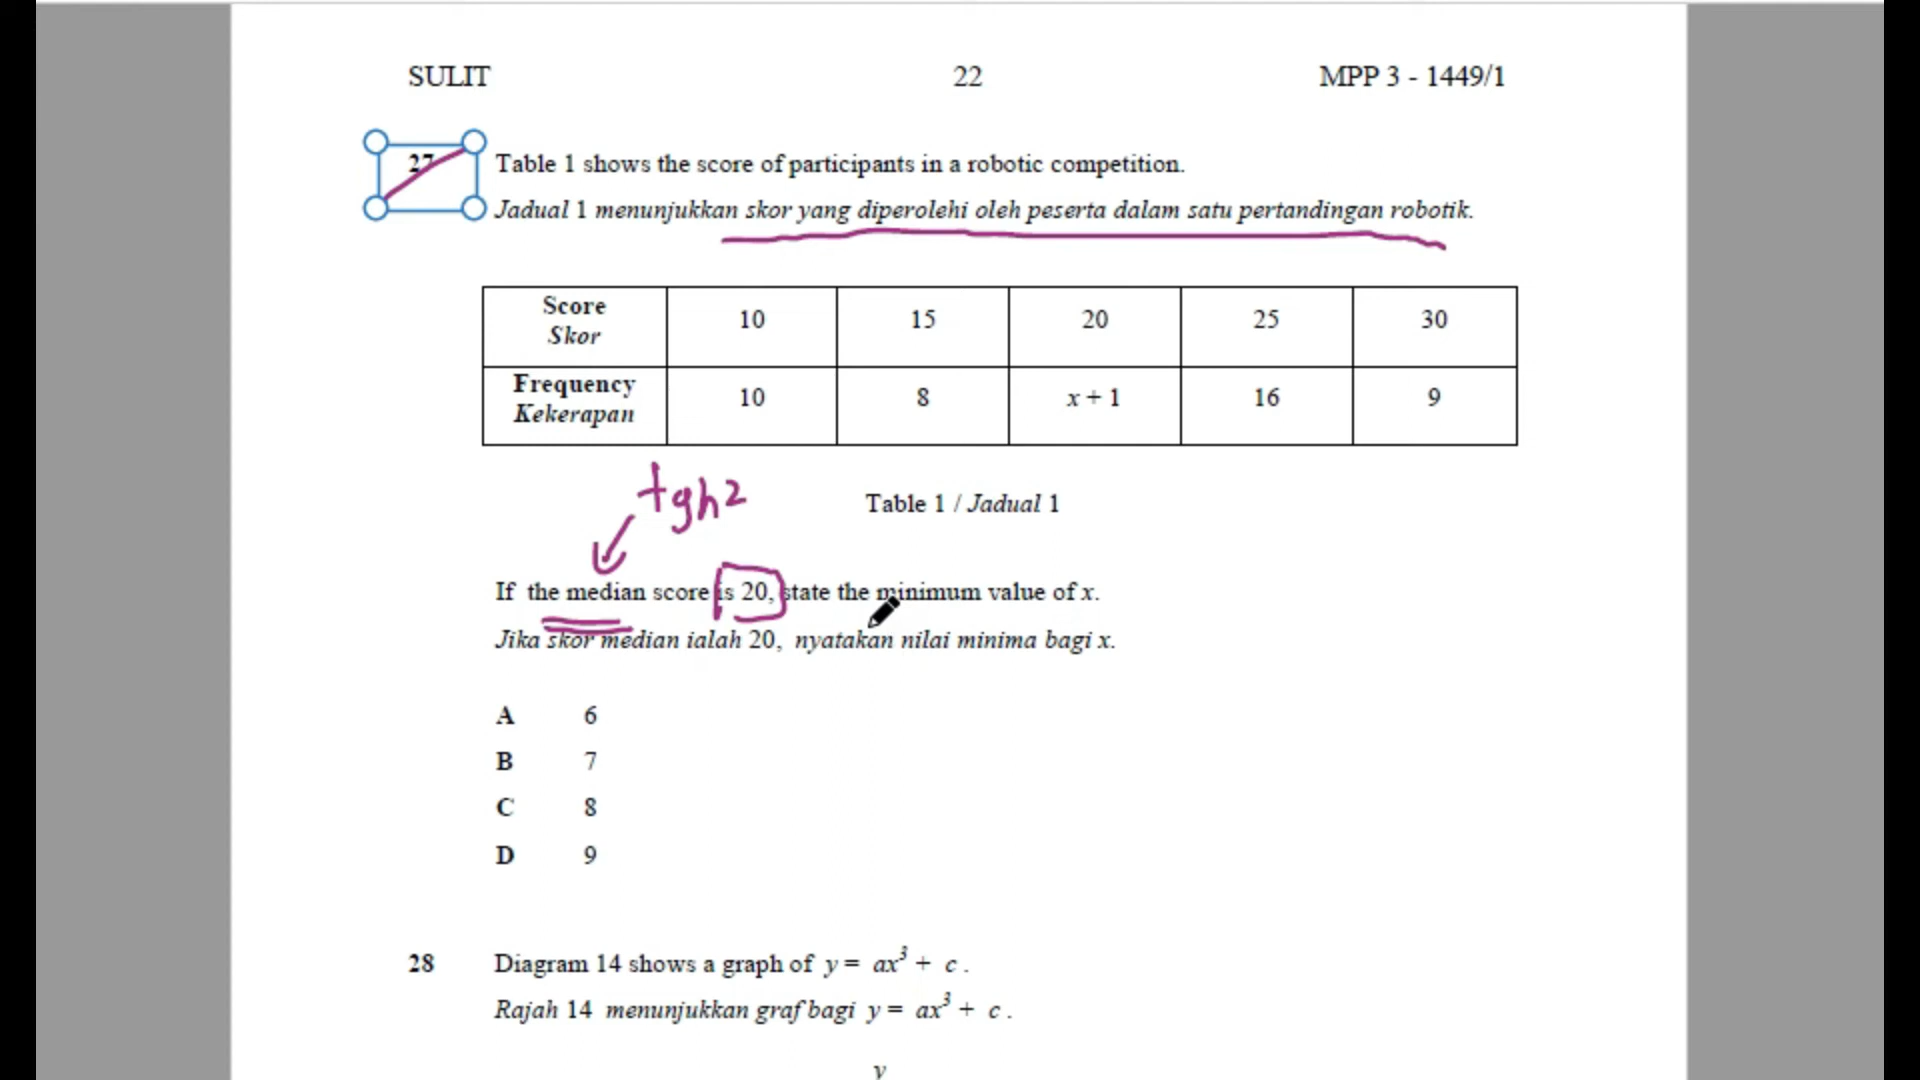 SULIT 22 MPP 3 - 1449/1
27 Table 1 shows the score of participants in a robotic competition.
Jadual 1 menunjukkan skor yang diperolehi oleh peserta dalam satu pertandingan robotik.
Score 10 15 20 25 30
Skor
Frequency 10 8 x + 1 16 9
Kekerapan
tgh2
Table 1 / Jadual 1
If the median score is 20, state the minimum value of x.
Jika skor median ialah 20, nyatakan nilai minima bagi x.
A 6
B 7
C 8
D 9
28 Diagram 14 shows a graph of y = ax³ + c .
Rajah 14 menunjukkan graf bagi y = ax³ + c .
y